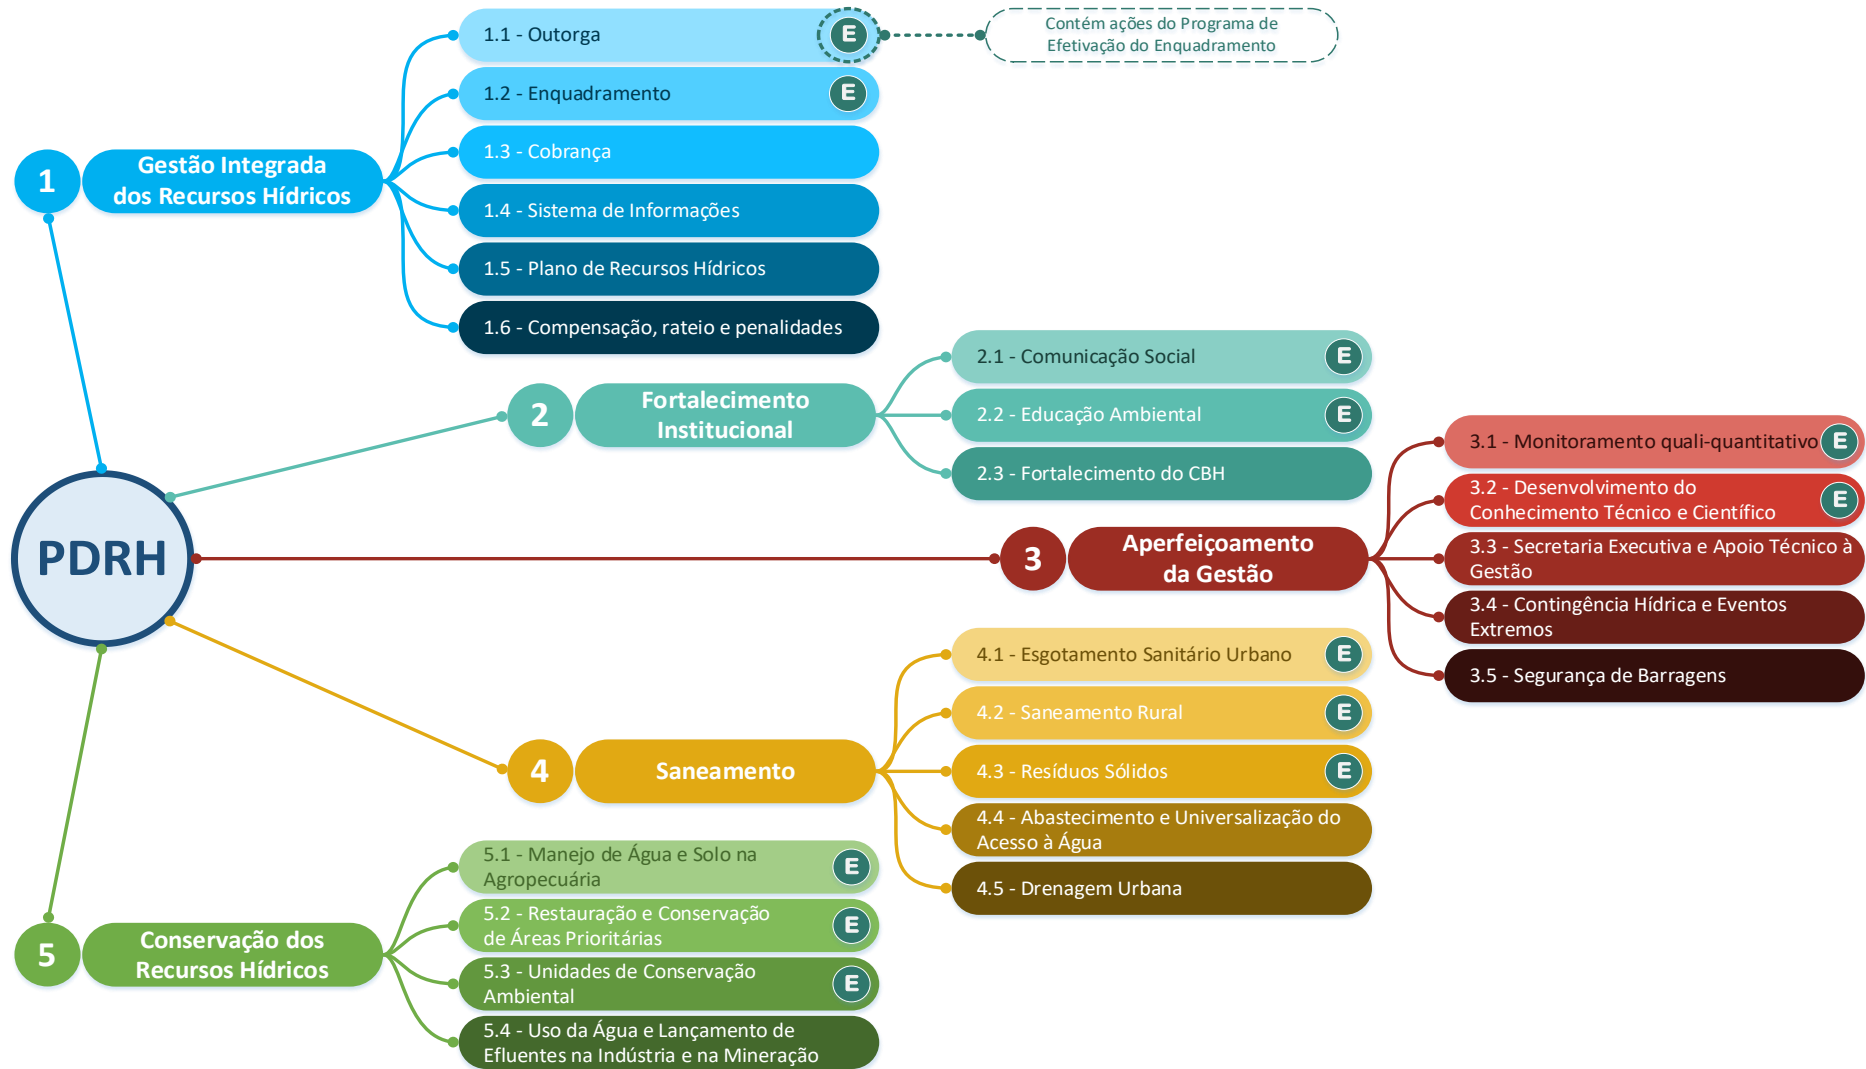 1.1 - Outorga
E
Contém ações do Programa de
Efetivação do Enquadramento
1.2 - Enquadramento
E
1.3 - Cobrança
1
Gestão Integrada
dos Recursos Hídricos
1.4 - Sistema de Informações
1.5 - Plano de Recursos Hídricos
1.6 - Compensação, rateio e penalidades
2
Fortalecimento
Institucional
2.1 - Comunicação Social
E
2.2 - Educação Ambiental
E
2.3 - Fortalecimento do CBH
PDRH
3
Aperfeiçoamento
da Gestão
3.1 - Monitoramento quali-quantitativo
E
3.2 - Desenvolvimento do
Conhecimento Técnico e Científico
E
3.3 - Secretaria Executiva e Apoio Técnico à
Gestão
3.4 - Contingência Hídrica e Eventos
Extremos
3.5 - Segurança de Barragens
4
Saneamento
4.1 - Esgotamento Sanitário Urbano
E
4.2 - Saneamento Rural
E
4.3 - Resíduos Sólidos
E
4.4 - Abastecimento e Universalização do
Acesso à Água
4.5 - Drenagem Urbana
5
Conservação dos
Recursos Hídricos
5.1 - Manejo de Água e Solo na
Agropecuária
E
5.2 - Restauração e Conservação
de Áreas Prioritárias
E
5.3 - Unidades de Conservação
Ambiental
E
5.4 - Uso da Água e Lançamento de
Efluentes na Indústria e na Mineração